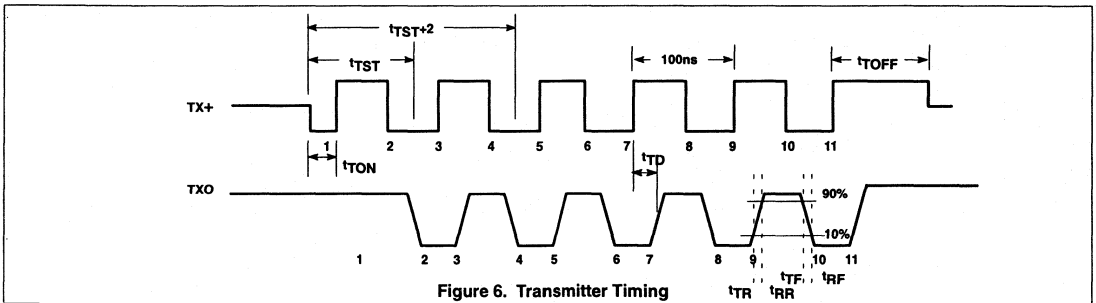 tTST+2
tTST
100ns
tTOFF
TX+
1 2 3 4 5 6 7 8 9 10 11
tTON
tTD
TXO
90%
10%
1 2 3 4 5 6 7 8 9 10 11
tTF tRF
tTR tRR
Figure 6. Transmitter Timing